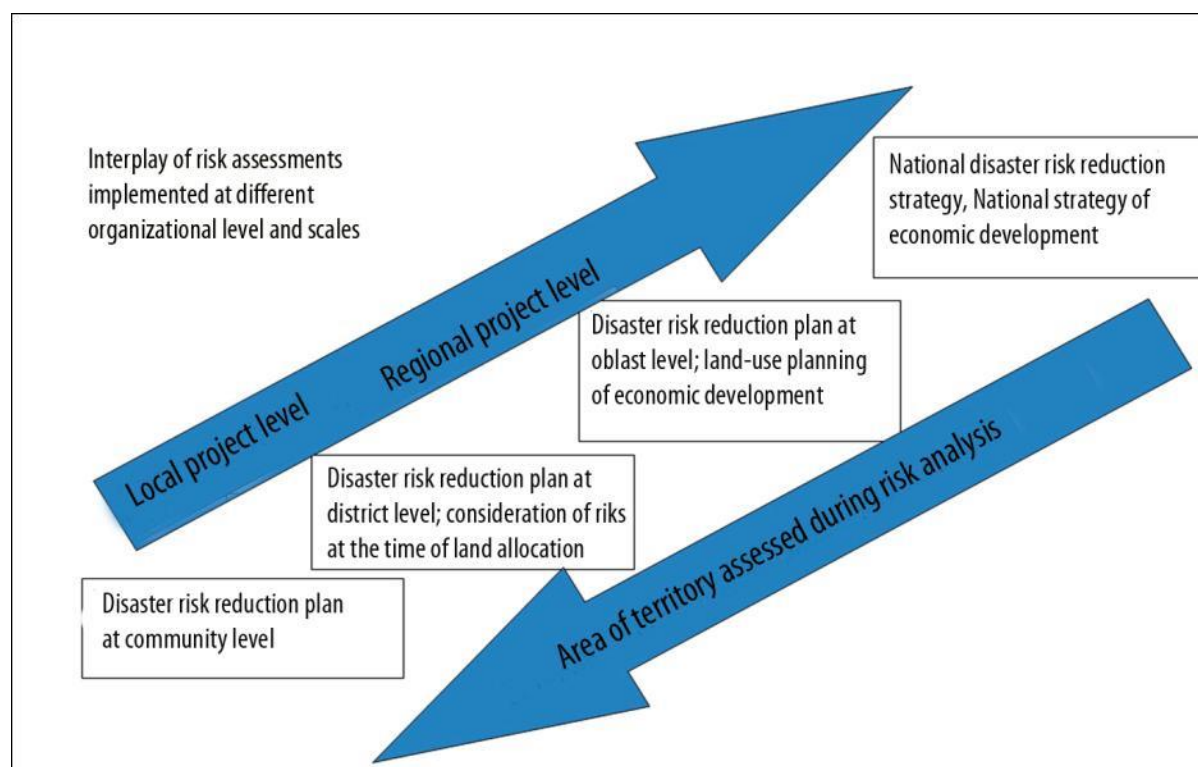 Interplay of risk assessments
implemented at different
organizational level and scales
National disaster risk reduction
strategy, National strategy of
economic development
Local project level Regional project level
Disaster risk reduction plan at
oblast level; land-use planning
of economic development
Disaster risk reduction plan at
district level; consideration of riks
at the time of land allocation
Disaster risk reduction plan
at community level
Area of territory assessed during risk analysis